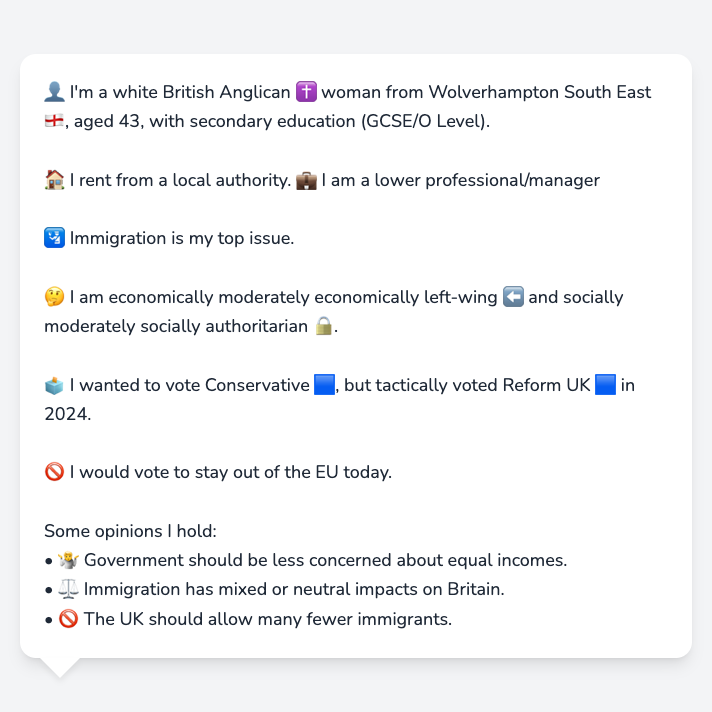 👤 I'm a white British Anglican ✝️ woman from Wolverhampton South East
🏴󠁧󠁢󠁥󠁮󠁧󠁿, aged 43, with secondary education (GCSE/O Level).
🏠 I rent from a local authority. 💼 I am a lower professional/manager
🛂 Immigration is my top issue.
🤔 I am economically moderately economically left-wing ⬅️ and socially
moderately socially authoritarian 🔒.
🗳️ I wanted to vote Conservative 🟦, but tactically voted Reform UK 🟦 in
2024.
🚫 I would vote to stay out of the EU today.
Some opinions I hold:
• 🤷 Government should be less concerned about equal incomes.
• ⚖️ Immigration has mixed or neutral impacts on Britain.
• 🚫 The UK should allow many fewer immigrants.